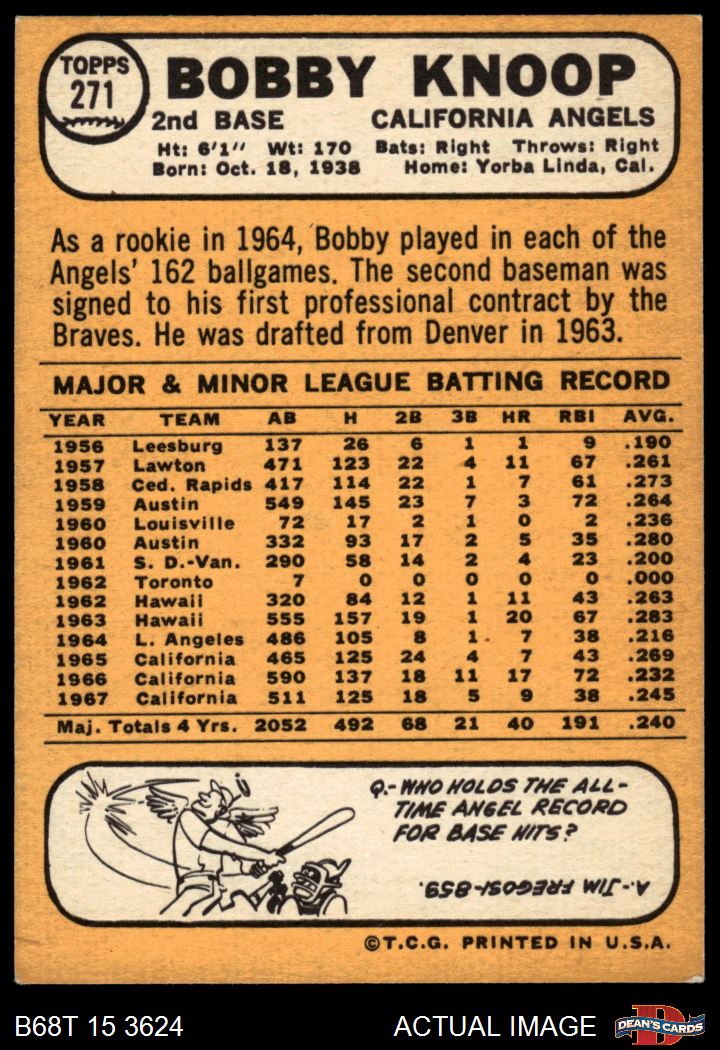 TOPPS
271
BOBBY KNOOP
2nd BASE CALIFORNIA ANGELS
Ht: 6'1" Wt: 170 Bats: Right Throws: Right
Born: Oct. 18, 1938 Home: Yorba Linda, Cal.
As a rookie in 1964, Bobby played in each of the
Angels' 162 ballgames. The second baseman was
signed to his first professional contract by the
Braves. He was drafted from Denver in 1963.
MAJOR & MINOR LEAGUE BATTING RECORD
YEAR TEAM AB H 2B 3B HR RBI AVG.
1956 Leesburg 137 26 6 1 1 9 .190
1957 Lawton 471 123 22 4 11 67 .261
1958 Ced. Rapids 417 114 22 1 7 61 .273
1959 Austin 549 145 23 7 3 72 .264
1960 Louisville 72 17 2 1 0 2 .236
1960 Austin 332 93 17 2 5 35 .280
1961 S. D.-Van. 290 58 14 2 4 23 .200
1962 Toronto 7 0 0 0 0 0 .000
1962 Hawaii 320 84 12 1 11 43 .263
1963 Hawaii 555 157 19 1 20 67 .283
1964 L. Angeles 486 105 8 1 7 38 .216
1965 California 465 125 24 4 7 43 .269
1966 California 590 137 18 11 17 72 .232
1967 California 511 125 18 5 9 38 .245
Maj. Totals 4 Yrs. 2052 492 68 21 40 191 .240
Q.- WHO HOLDS THE ALL-
TIME ANGEL RECORD
FOR BASE HITS?
A.- JIM FREGOSI-859.
©T.C.G. PRINTED IN U.S.A.
B68T 15 3624 ACTUAL IMAGE
D
DEAN'S CARDS